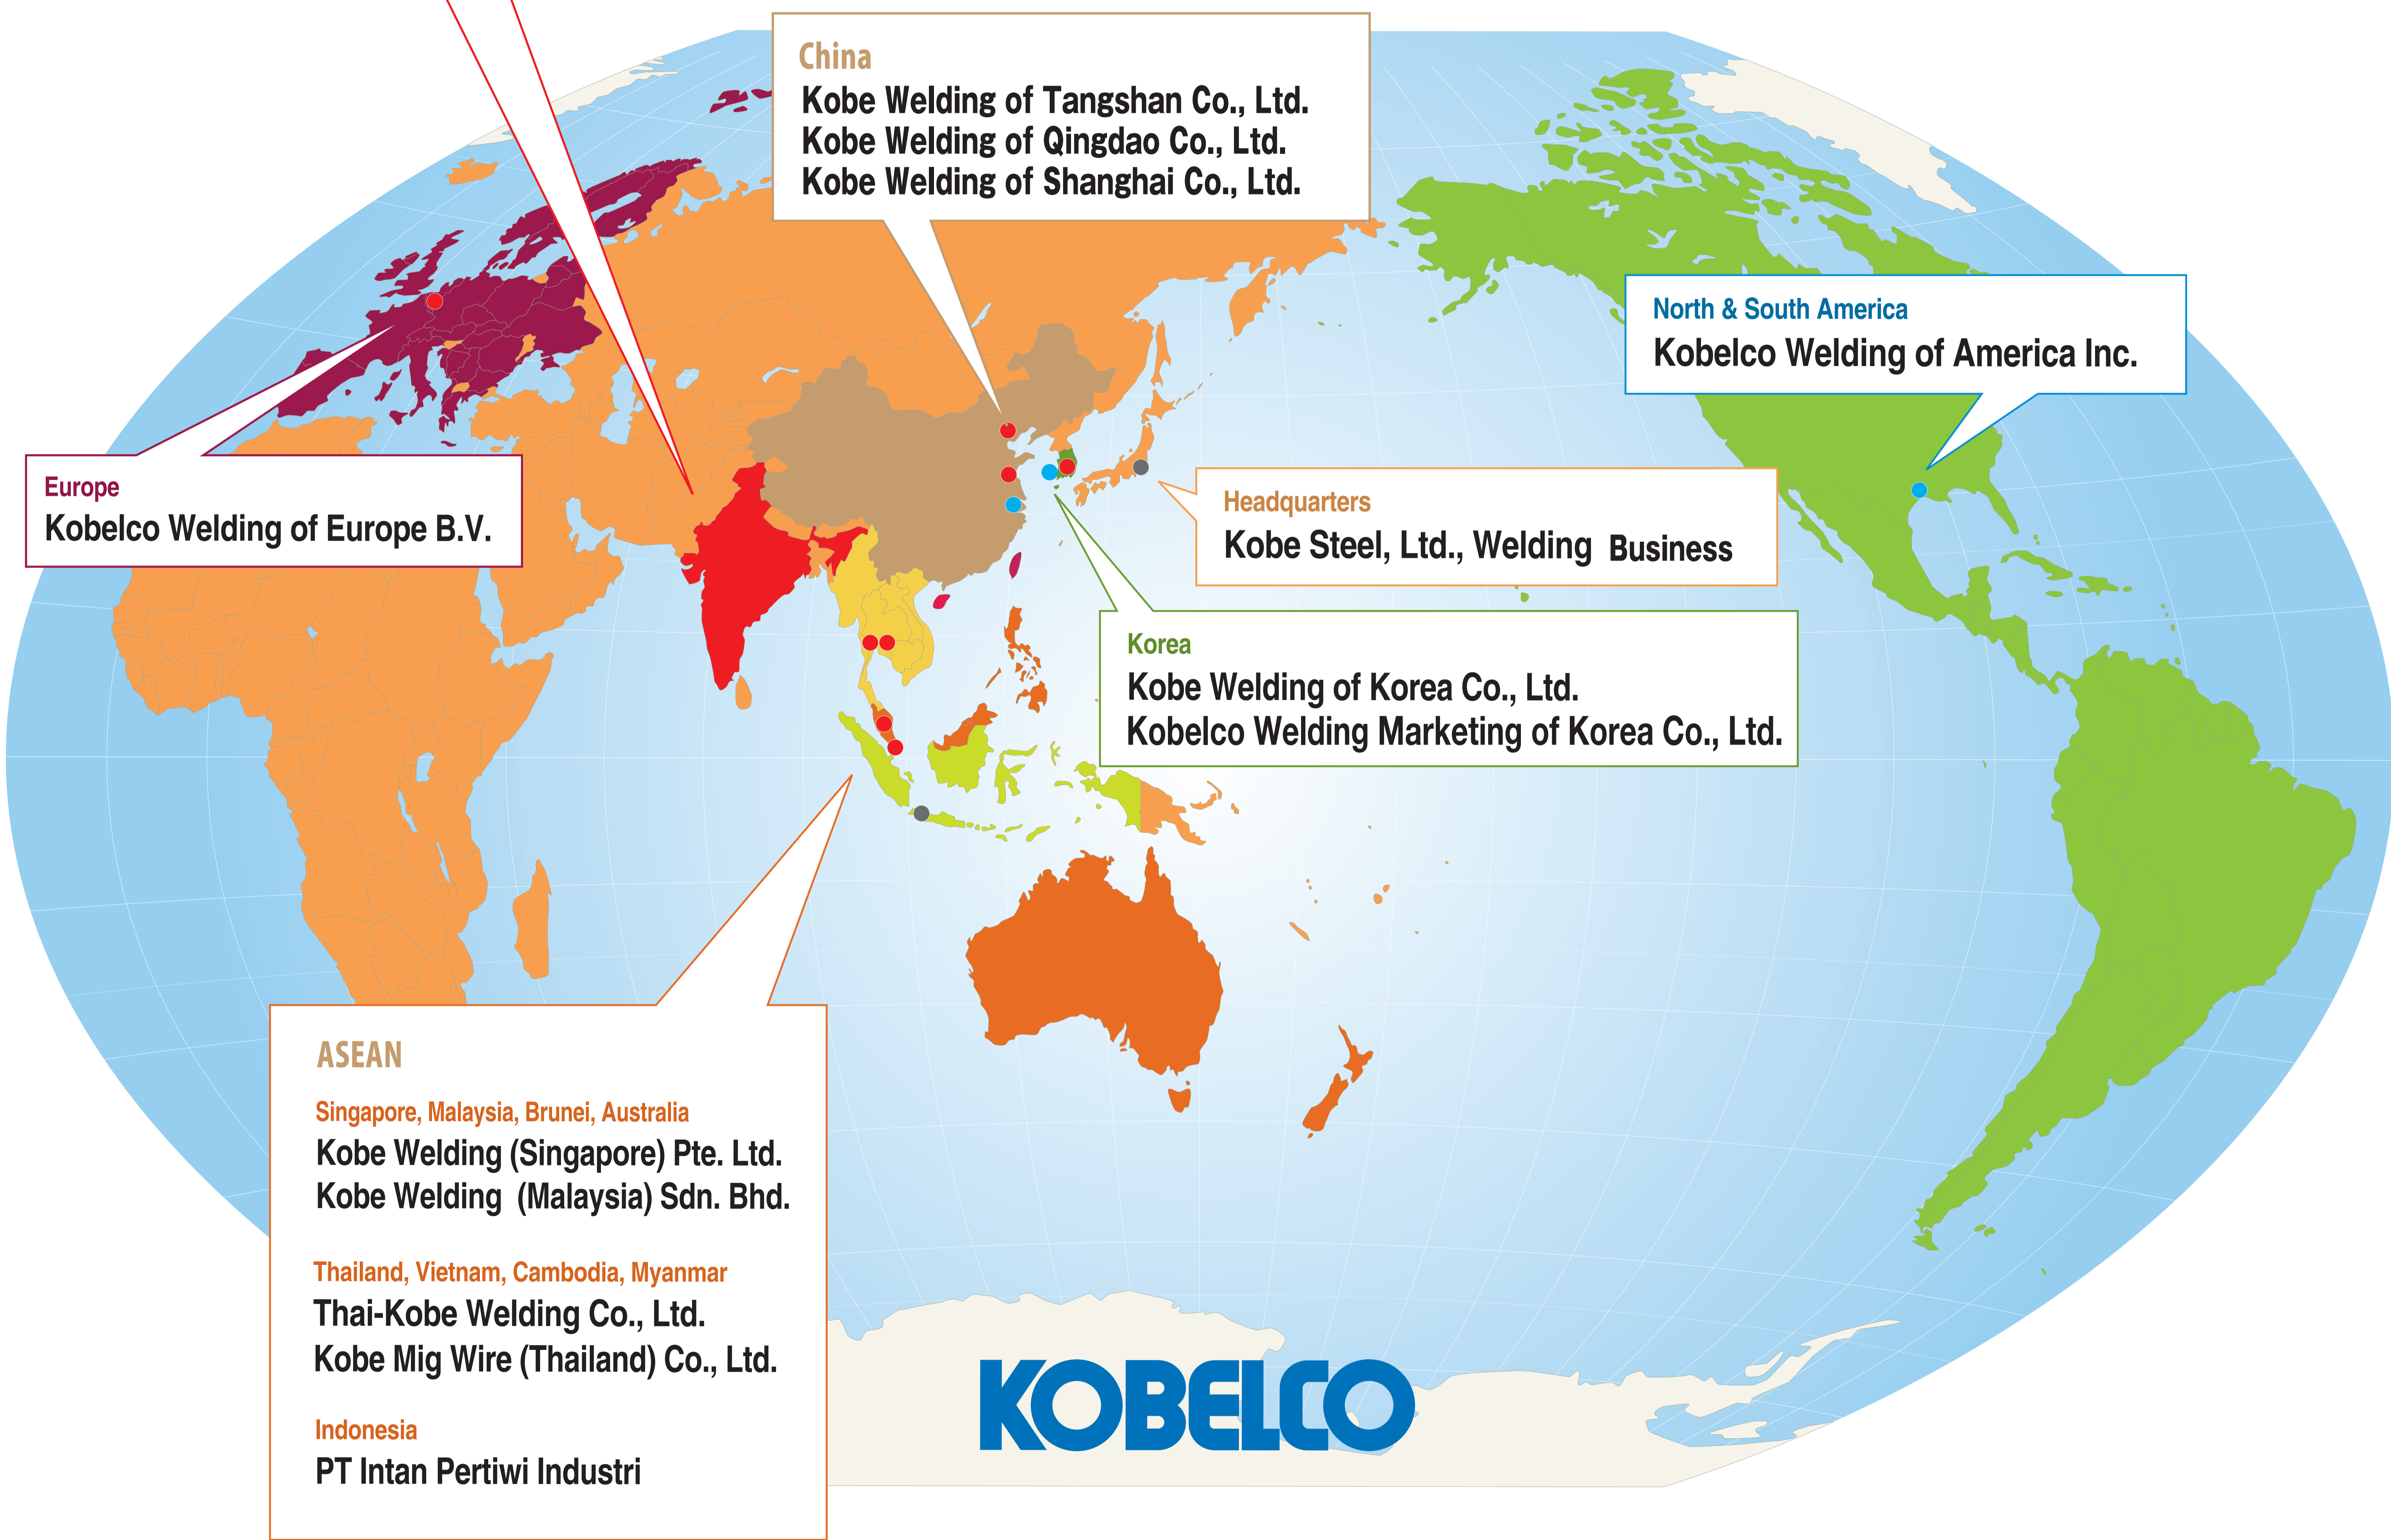 China
Kobe Welding of Tangshan Co., Ltd.
Kobe Welding of Qingdao Co., Ltd.
Kobe Welding of Shanghai Co., Ltd.
North & South America
Kobelco Welding of America Inc.
Europe
Kobelco Welding of Europe B.V.
Headquarters
Kobe Steel, Ltd., Welding Business
Korea
Kobe Welding of Korea Co., Ltd.
Kobelco Welding Marketing of Korea Co., Ltd.
ASEAN
Singapore, Malaysia, Brunei, Australia
Kobe Welding (Singapore) Pte. Ltd.
Kobe Welding (Malaysia) Sdn. Bhd.
Thailand, Vietnam, Cambodia, Myanmar
Thai-Kobe Welding Co., Ltd.
Kobe Mig Wire (Thailand) Co., Ltd.
Indonesia
PT Intan Pertiwi Industri
KOBELCO